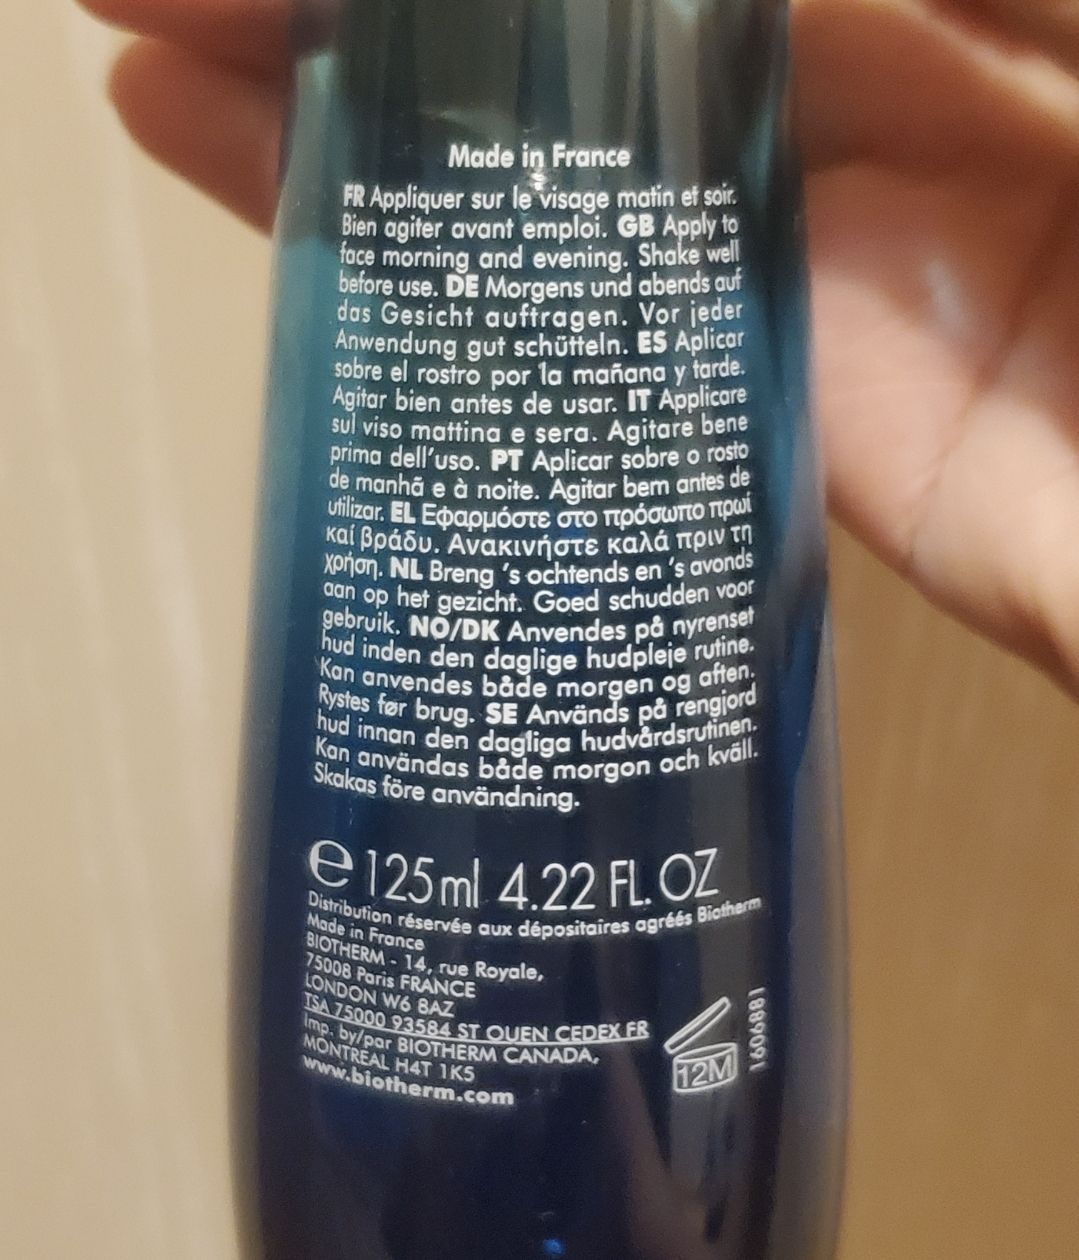 Made in France
FR Appliquer sur le visage matin et soir.
Bien agiter avant emploi. GB Apply to
face morning and evening. Shake well
before use. DE Morgens und abends auf
das Gesicht auftragen. Vor jeder
Anwendung gut schütteln. ES Aplicar
sobre el rostro por la mañana y tarde.
Agitar bien antes de usar. IT Applicare
sul viso mattina e sera. Agitare bene
prima dell'uso. PT Aplicar sobre o rosto
de manhã e à noite. Agitar bem antes de
utilizar. EL Εφαρμόστε στο πρόσωπο πρωί
καί βράδυ. Ανακινήστε καλά πριν τη
χρήση. NL Breng 's ochtends en 's avonds
aan op het gezicht. Goed schudden voor
gebruik. NO/DK Anvendes på nyrenset
hud inden den daglige hudpleje rutine.
Kan anvendes både morgen og aften.
Rystes før brug. SE Används på rengjord
hud innan den dagliga hudvårdsrutinen.
Kan användas både morgon och kväll.
Skakas före användning.
e 125 ml 4.22 FL. OZ
Distribution réservée aux dépositaires agréés Biotherm
Made in France
BIOTHERM - 14, rue Royale,
75008 Paris FRANCE
LONDON W6 8AZ
TSA 75000 93584 ST OUEN CEDEX FR
Imp. by/par BIOTHERM CANADA,
MONTREAL H4T 1K5
www.biotherm.com
12M
1606881